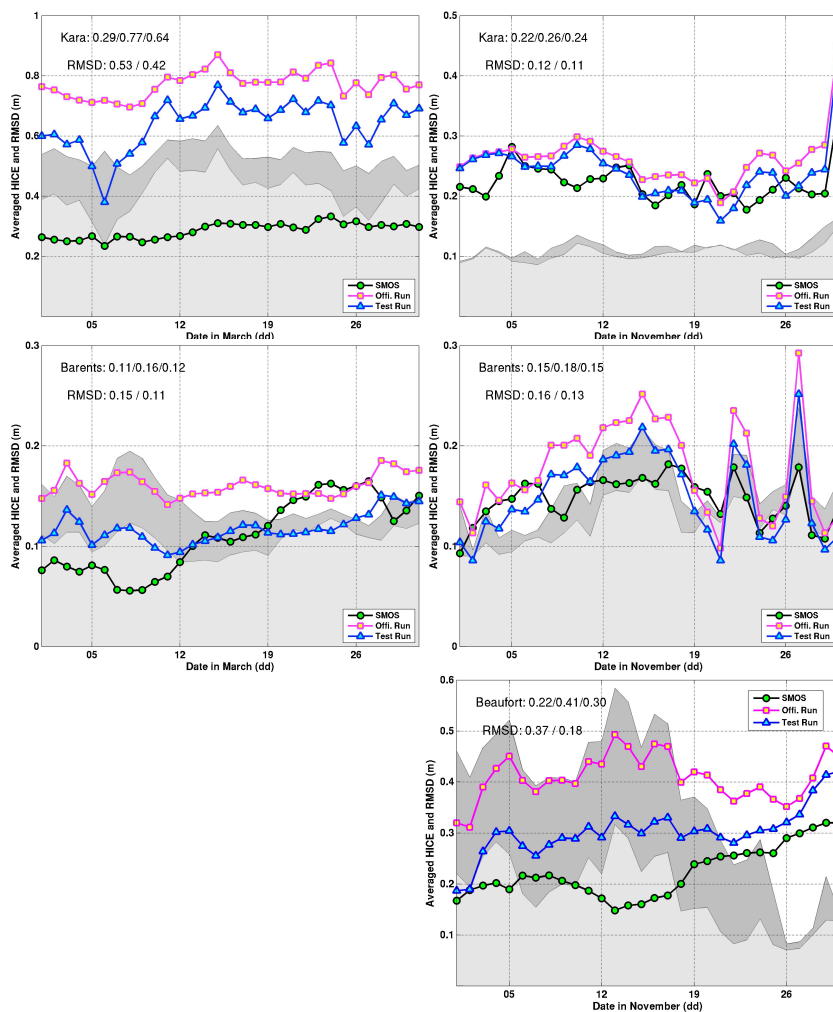 Kara: 0.29/0.77/0.64
RMSD: 0.53 / 0.42
Averaged HICE and RMSD (m)
1
0.8
0.6
0.4
0.2
05
12
19
26
Date in March (dd)
SMOS
Offi. Run
Test Run
Kara: 0.22/0.26/0.24
RMSD: 0.12 / 0.11
Averaged HICE and RMSD (m)
0.5
0.4
0.3
0.2
0.1
05
12
19
26
Date in November (dd)
SMOS
Offi. Run
Test Run
Barents: 0.11/0.16/0.12
RMSD: 0.15 / 0.11
Averaged HICE and RMSD (m)
0.3
0.2
0.1
0
05
12
19
26
Date in March (dd)
SMOS
Offi. Run
Test Run
Barents: 0.15/0.18/0.15
RMSD: 0.16 / 0.13
Averaged HICE and RMSD (m)
0.3
0.2
0.1
0
05
12
19
26
Date in November (dd)
SMOS
Offi. Run
Test Run
Beaufort: 0.22/0.41/0.30
RMSD: 0.37 / 0.18
Averaged HICE and RMSD (m)
0.6
0.5
0.4
0.3
0.2
0.1
05
12
19
26
Date in November (dd)
SMOS
Offi. Run
Test Run